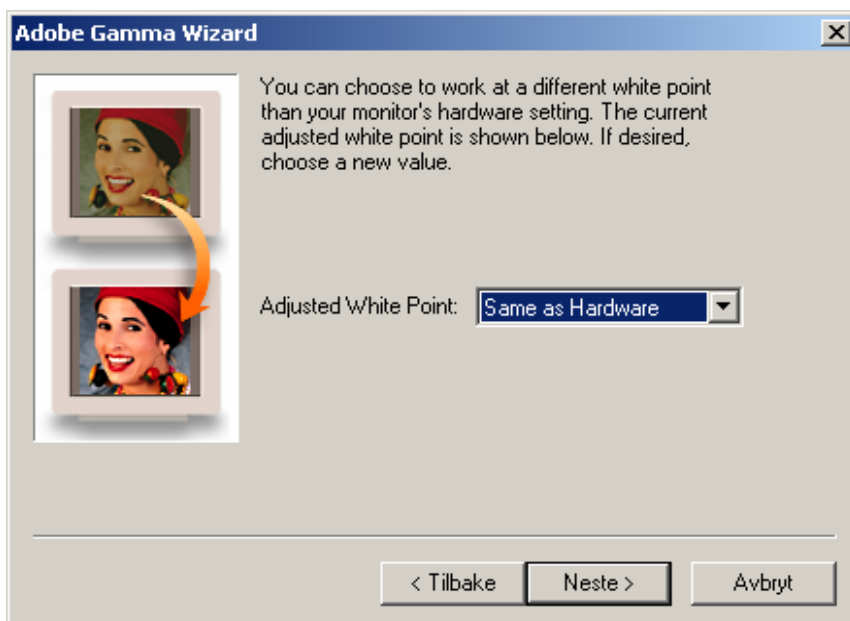 Adobe Gamma Wizard
You can choose to work at a different white point
than your monitor's hardware setting. The current
adjusted white point is shown below. If desired,
choose a new value.
Adjusted White Point: Same as Hardware
< Tilbake Neste > Avbryt